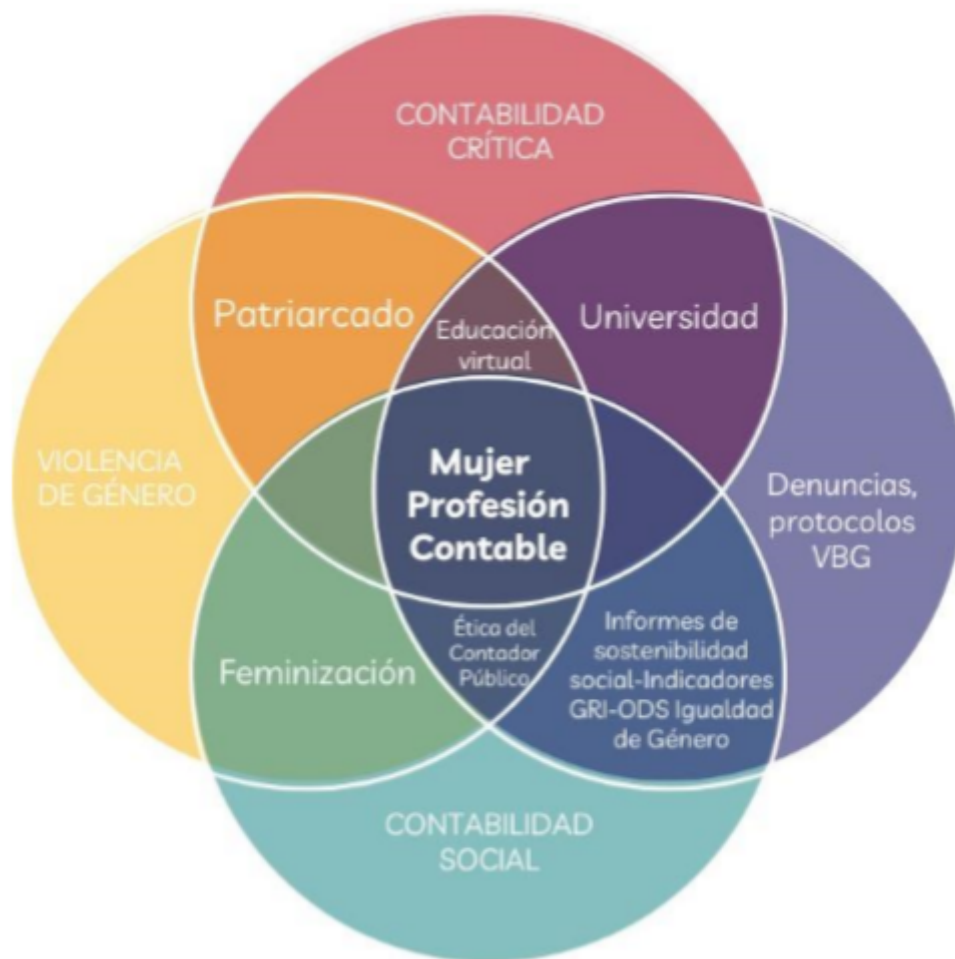 CONTABILIDAD
CRÍTICA
Patriarcado
Universidad
Educación
virtual
VIOLENCIA
DE GÉNERO
Mujer
Profesión
Contable
Denuncias,
protocolos
VBG
Feminización
Ética del
Contador
Público
Informes de
sostenibilidad
social-Indicadores
GRI-ODS Igualdad
de Género
CONTABILIDAD
SOCIAL